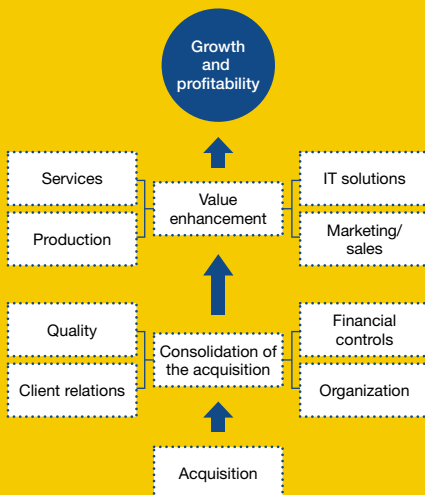 Growth
and
profitability
Services
Production
Value
enhancement
IT solutions
Marketing/
sales
Quality
Client relations
Consolidation of
the acquisition
Financial
controls
Organization
Acquisition